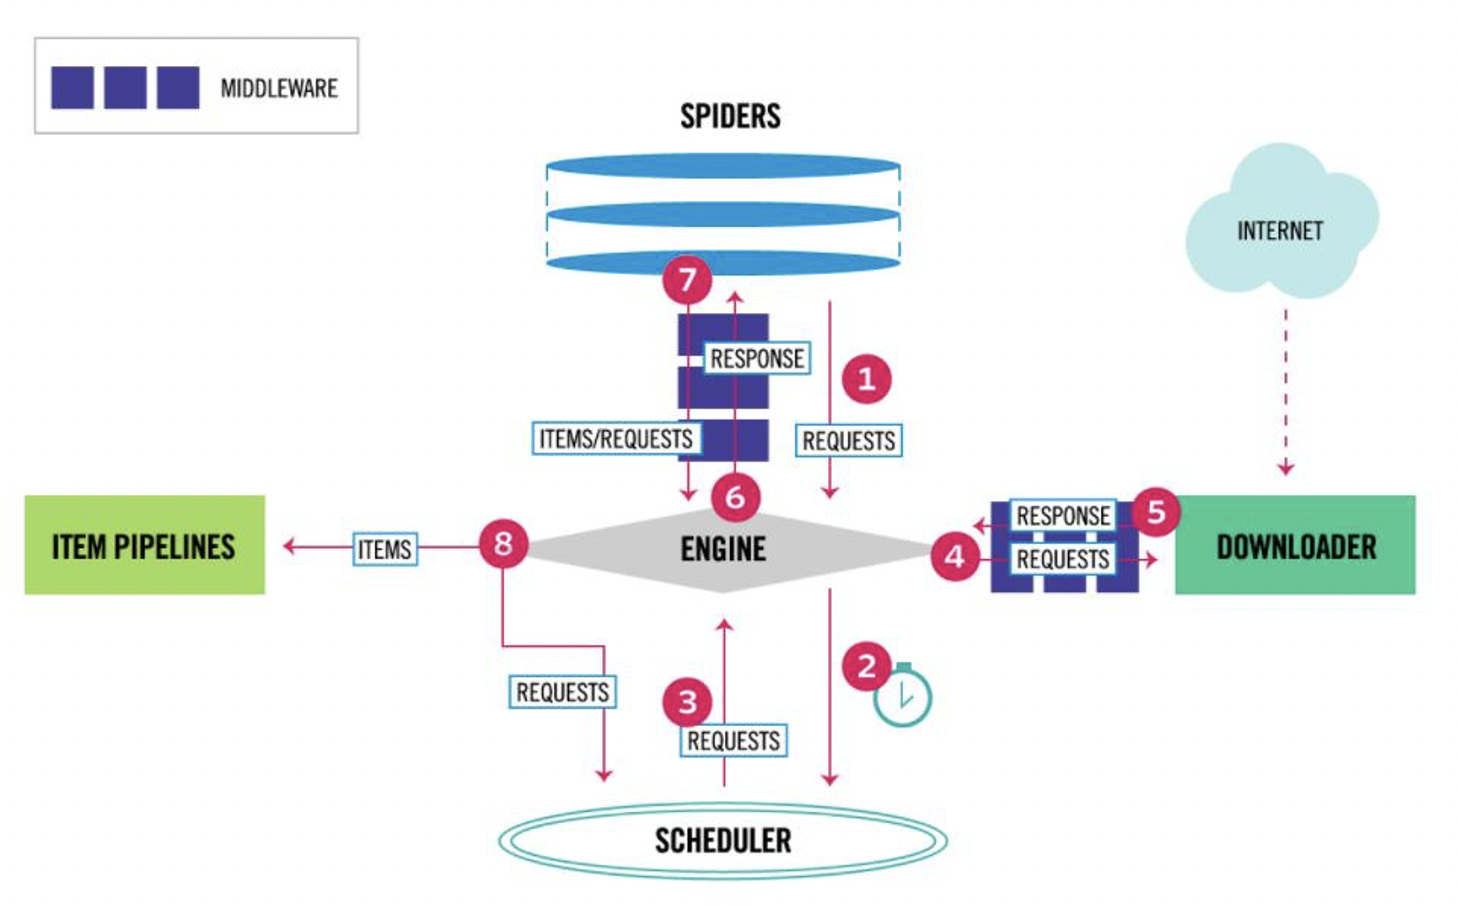 MIDDLEWARE
SPIDERS
INTERNET
7
RESPONSE
1
ITEMS/REQUESTS
REQUESTS
6
ITEM PIPELINES
ITEMS
8
ENGINE
4
RESPONSE
5
REQUESTS
DOWNLOADER
2
REQUESTS
3
REQUESTS
SCHEDULER